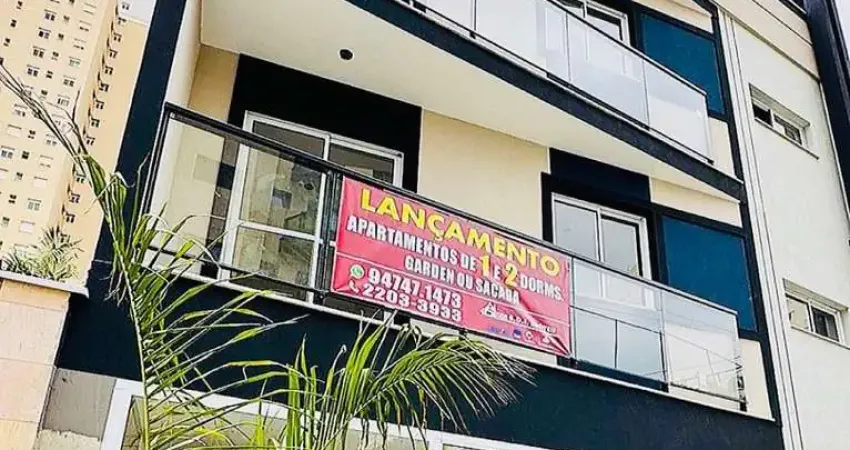 LANÇAMENTO
APARTAMENTOS DE 1 E 2 DORMS.
GARDEN OU SACADA
94747-1473
2203-3933